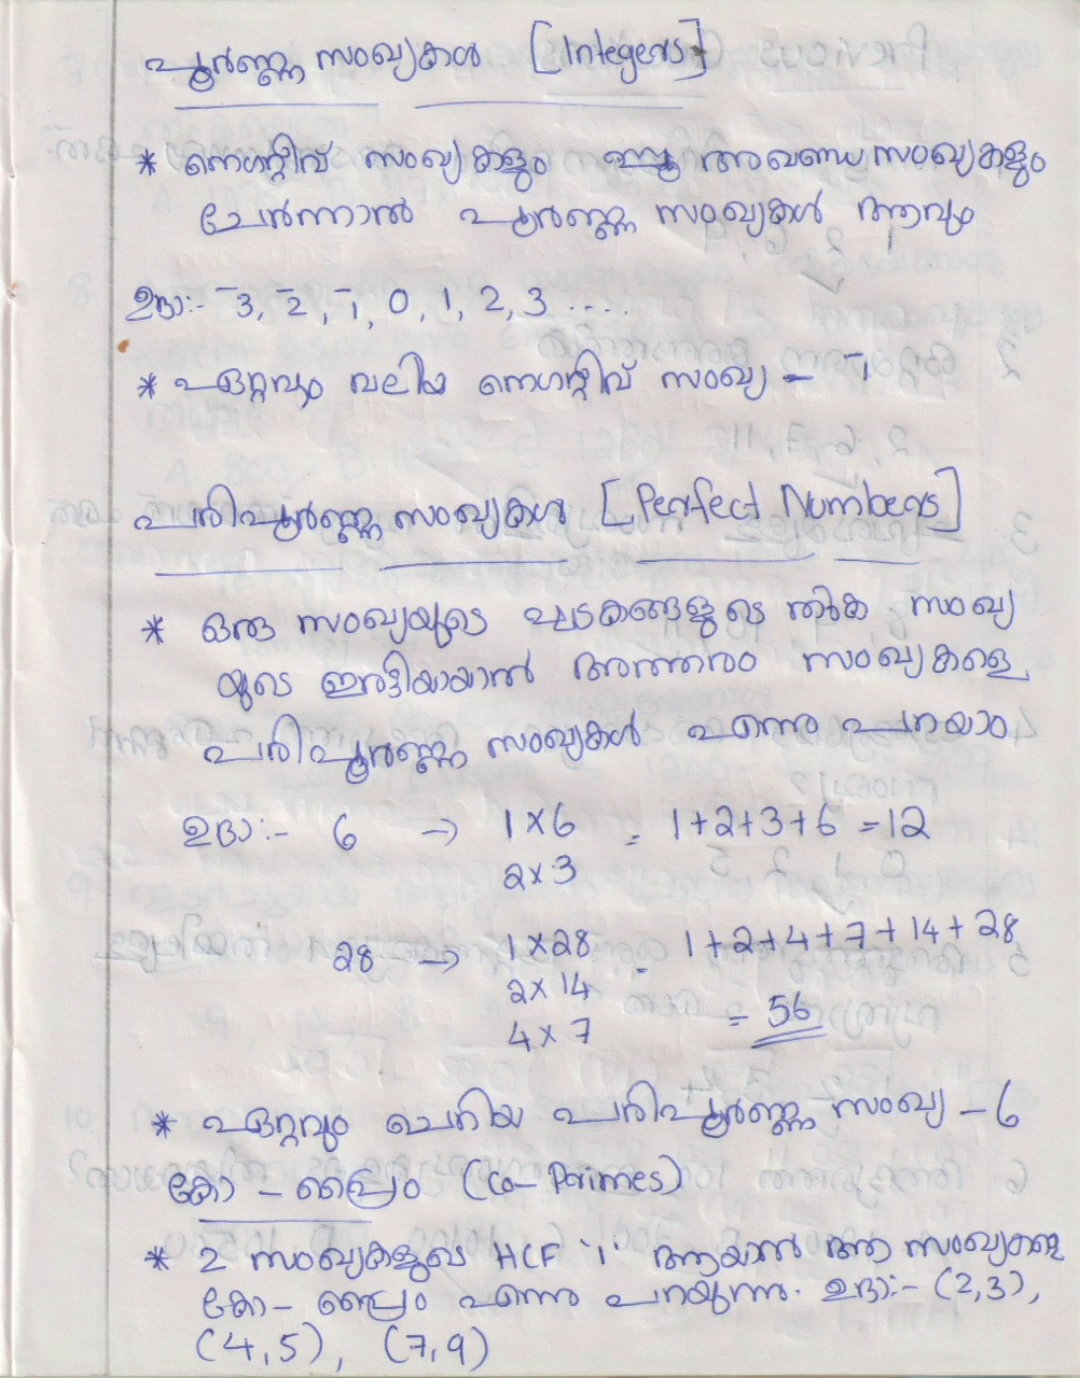 പൂർണ്ണ സംഖ്യകൾ [Integers]
* നെഗറ്റീവ് സംഖ്യകളും അഖണ്ഡസംഖ്യകളും
ചേർന്നാൽ പൂർണ്ണ സംഖ്യകൾ ആവും
ഉദാ:- ‾3, ‾2, ‾1, 0, 1, 2, 3 ....
* ഏറ്റവും വലിയ നെഗറ്റീവ് സംഖ്യ - ‾1
പരിപൂർണ്ണ സംഖ്യകൾ [Perfect Numbers]
* ഒരു സംഖ്യയുടെ ഘടകങ്ങളുടെ തുക സംഖ്യ
യുടെ ഇരട്ടിയായാൽ അത്തരം സംഖ്യകളെ
പരിപൂർണ്ണ സംഖ്യകൾ എന്നു പറയാം
ഉദാ:- 6 → 1×6 = 1+2+3+6 = 12
2×3
28 → 1×28 = 1+2+4+7+14+28
2×14
= 56
4×7
* ഏറ്റവും ചെറിയ പരിപൂർണ്ണ സംഖ്യ - 6
കോ - പ്രൈം (Co-Primes)
* 2 സംഖ്യകളുടെ HCF '1' ആയാൽ ആ സംഖ്യകളെ
കോ - പ്രൈം എന്നു പറയുന്നു. ഉദാ:- (2,3),
(4,5), (7,9)